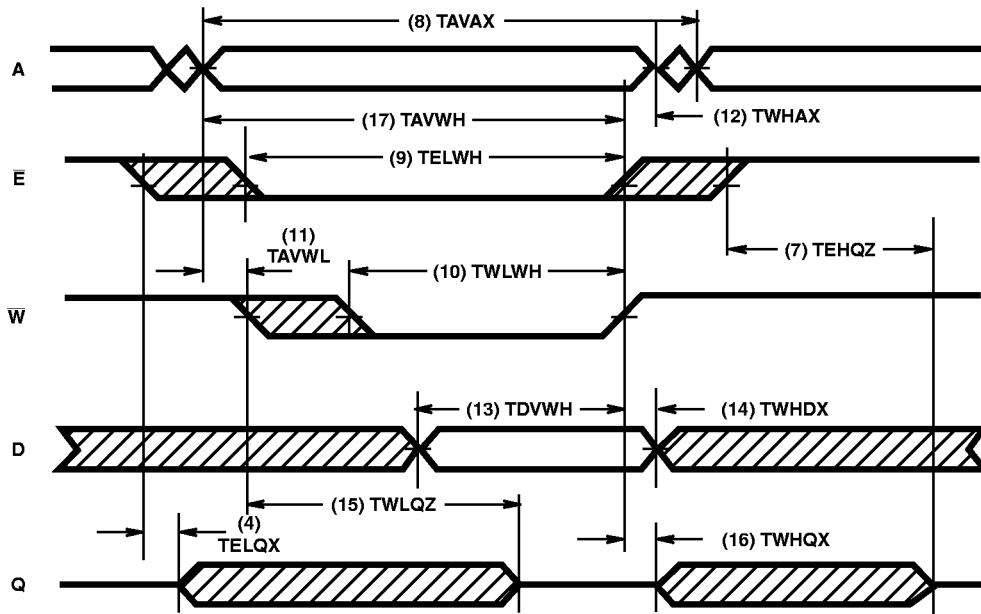 (8) TAVAX
A
(17) TAVWH
(12) TWHAX
(9) TELWH
E̅
(11)
TAVWL
(7) TEHQZ
(10) TWLWH
W̅
(13) TDVWH
(14) TWHDX
D
(15) TWLQZ
(4)
TELQX
(16) TWHQX
Q